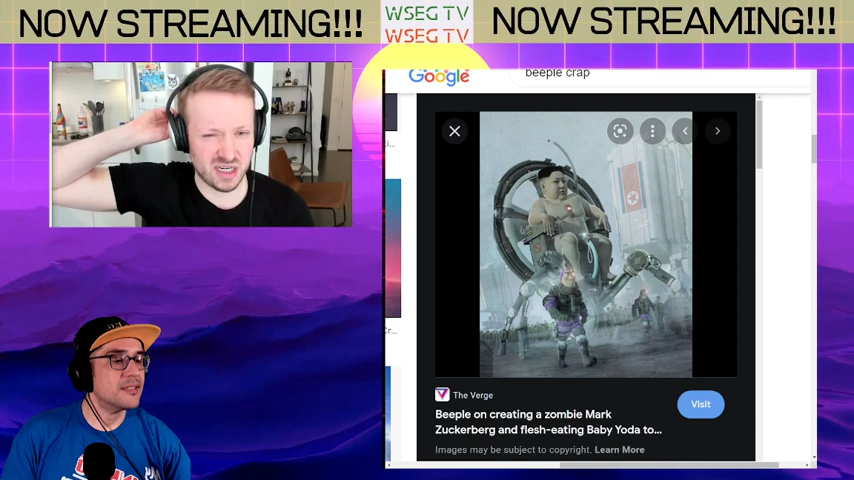 NOW STREAMING!!!
WSEG TV
WSEG TV
NOW STREAMING!!!
Google
beeple crap
The Verge
Beeple on creating a zombie Mark
Zuckerberg and flesh-eating Baby Yoda to...
Visit
Images may be subject to copyright. Learn More